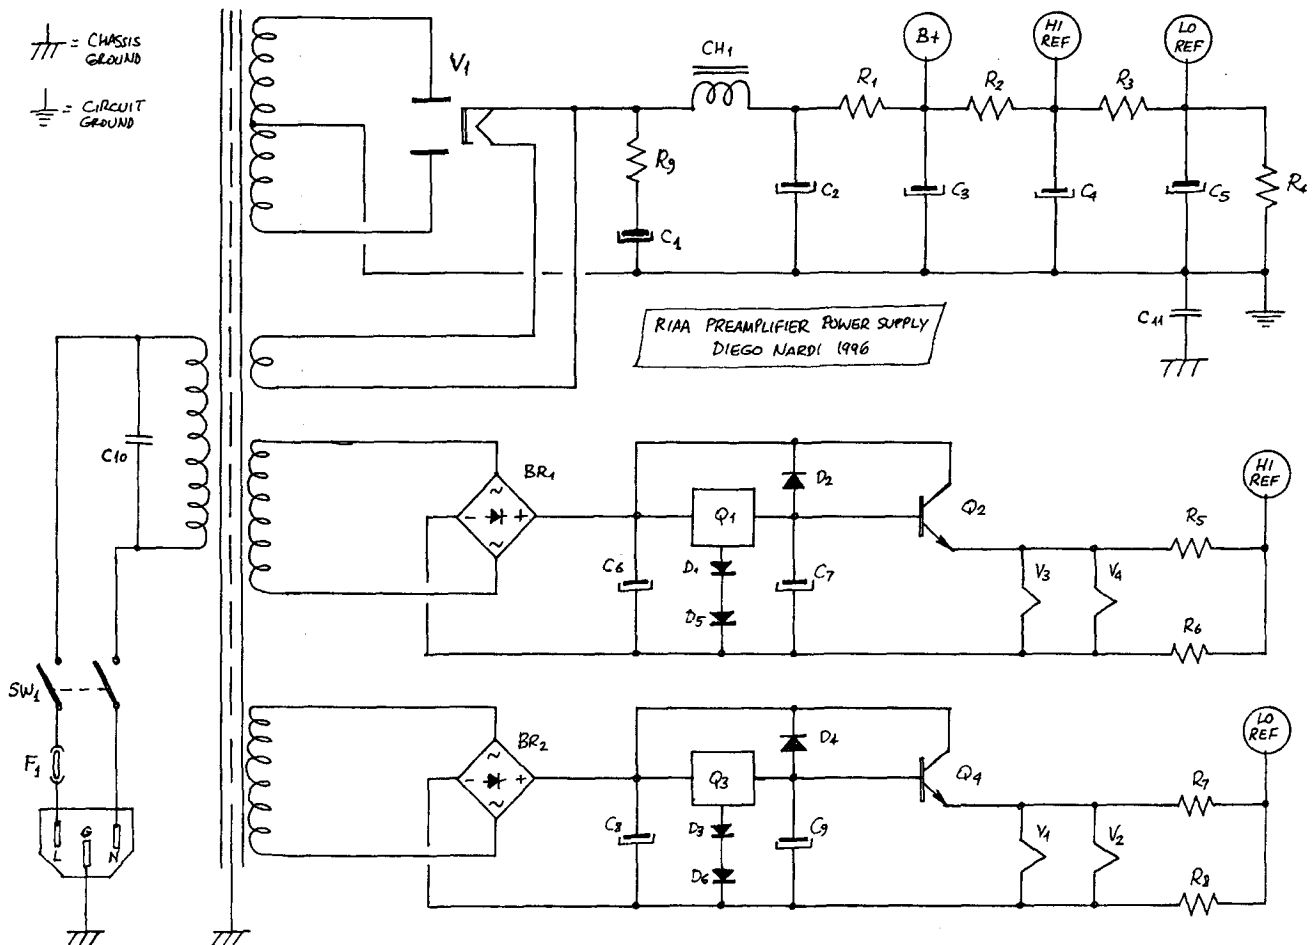 = CHASSIS
GROUND
= CIRCUIT
GROUND
V1
CH1
R1
B+
R2
HI
REF
R3
LO
REF
R9
C1
C2
C3
C4
C5
R4
C11
RIAA PREAMPLIFIER POWER SUPPLY
DIEGO NARDI 1996
C10
SW1
F1
L
G
N
BR1
~
- +
~
C6
Q1
D1
D5
D2
C7
Q2
V3
V4
R5
R6
HI
REF
BR2
~
- +
~
C8
Q3
D3
D6
D4
C9
Q4
V1
V2
R7
R8
LO
REF